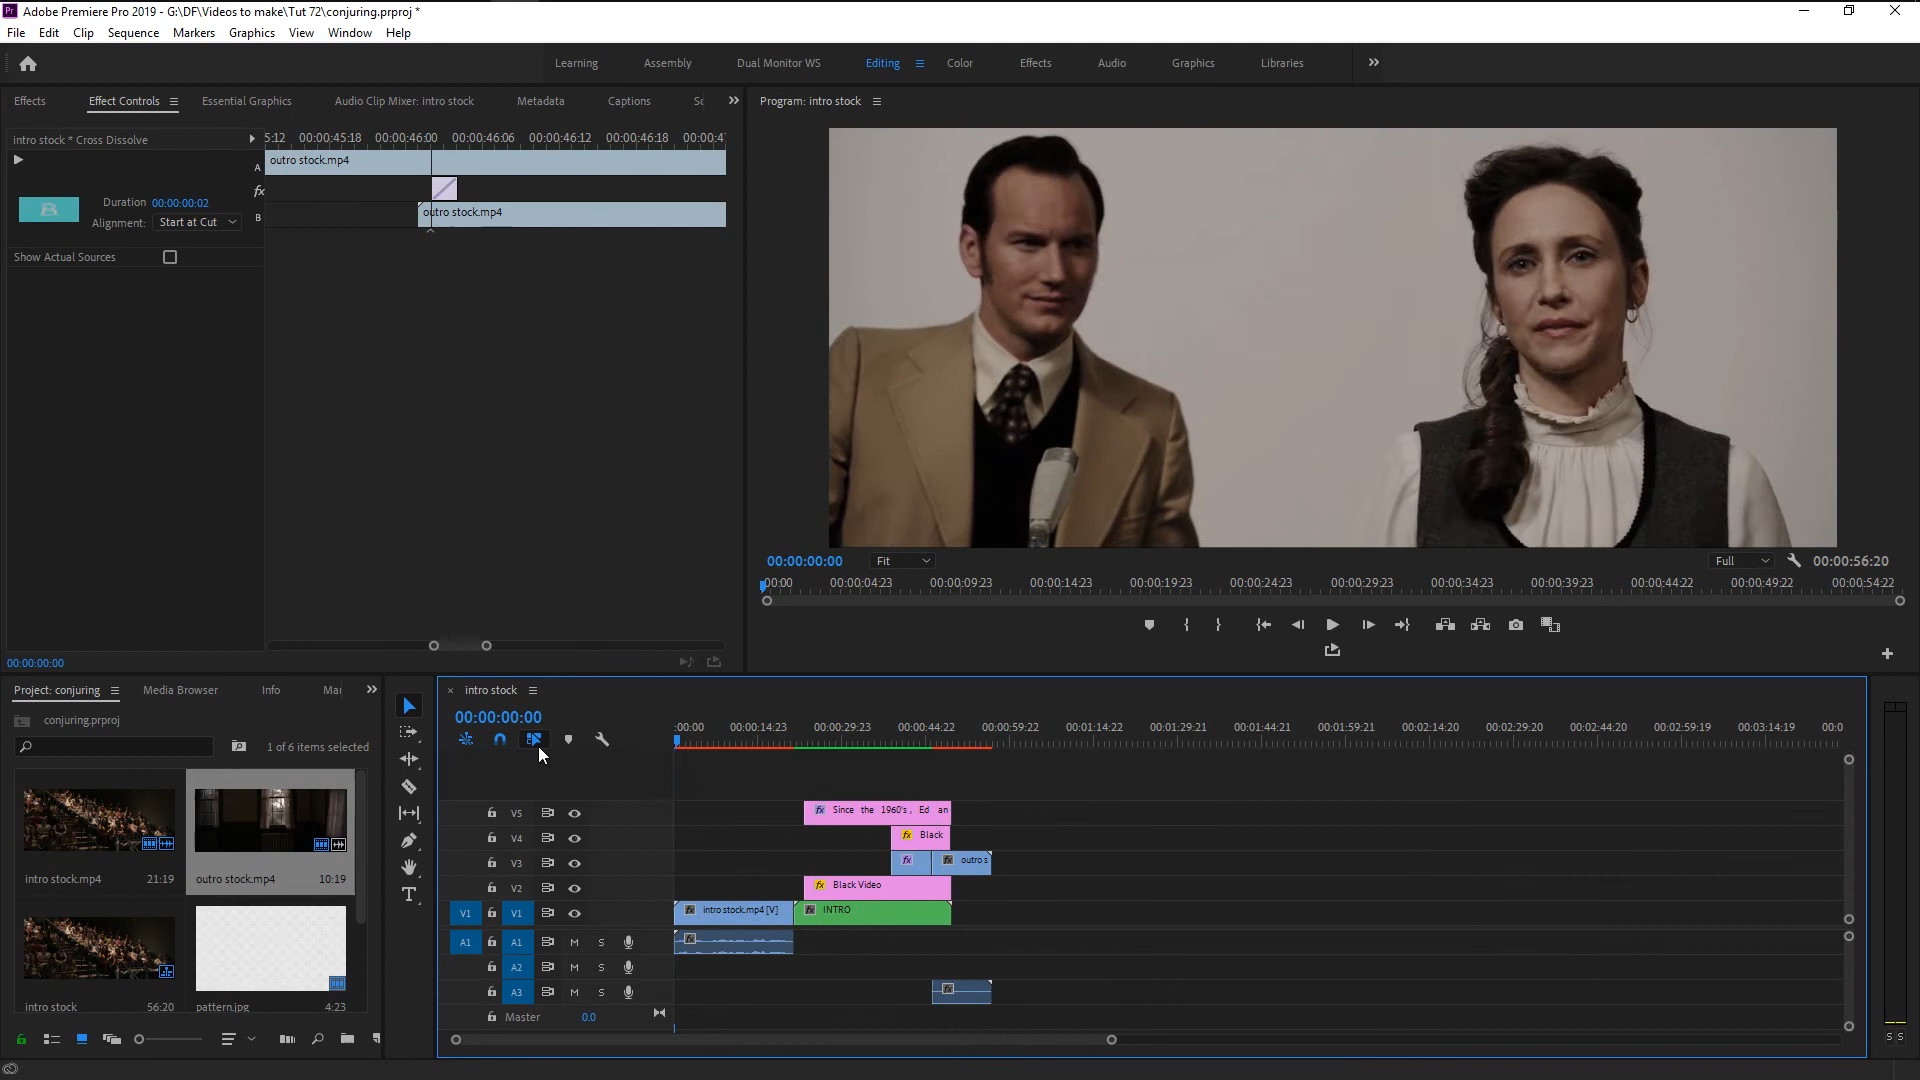 Pr Adobe Premiere Pro 2019 - G:\DF\Videos to make\Tut 72\conjuring.prproj *
File Edit Clip Sequence Markers Graphics View Window Help
Learning Assembly Dual Monitor WS Editing Color Effects Audio Graphics Libraries
Effects Effect Controls Essential Graphics Audio Clip Mixer: intro stock Metadata Captions Sc
Program: intro stock
intro stock * Cross Dissolve
5:12 00:00:45:18 00:00:46:00 00:00:46:06 00:00:46:12 00:00:46:18 00:00:47
A outro stock.mp4
fx
Duration 00:00:00:02
B outro stock.mp4
Alignment: Start at Cut
Show Actual Sources
00:00:00:00
00:00:00:00 Fit Full 00:00:56:20
:00:00 00:00:04:23 00:00:09:23 00:00:14:23 00:00:19:23 00:00:24:23 00:00:29:23 00:00:34:23 00:00:39:23 00:00:44:22 00:00:49:22 00:00:54:22
Project: conjuring Media Browser Info Mar
conjuring.prproj
1 of 6 items selected
intro stock.mp4 21:19
outro stock.mp4 10:19
intro stock 56:20
pattern.jpg 4:23
intro stock
00:00:00:00
:00:00 00:00:14:23 00:00:29:23 00:00:44:22 00:00:59:22 00:01:14:22 00:01:29:21 00:01:44:21 00:01:59:21 00:02:14:20 00:02:29:20 00:02:44:20 00:02:59:19 00:03:14:19 00:0
V5 fx Since the 1960's, Ed an
V4 fx Black
V3 fx fx outro s
V2 fx Black Video
V1 V1 fx intro stock.mp4 [V] fx INTRO
A1 A1 M S fx
A2 M S
A3 M S fx
Master 0.0
S S